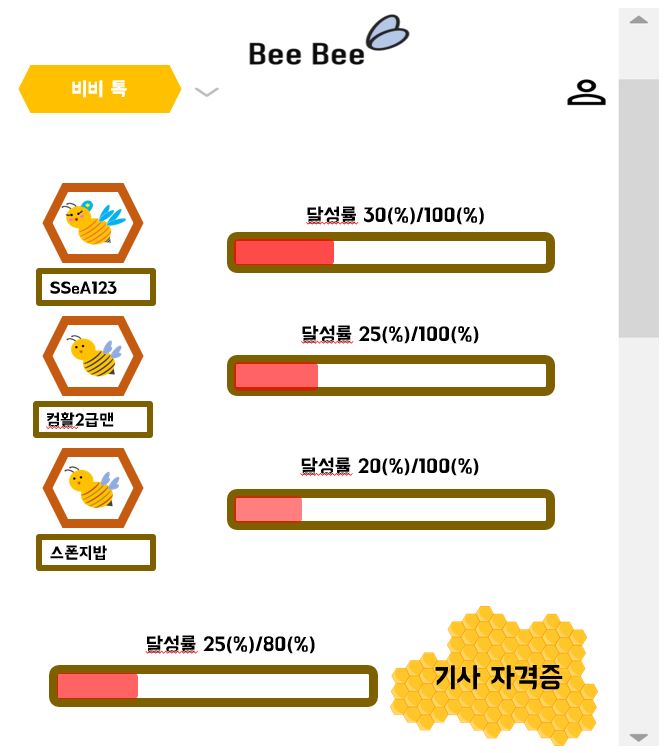 Bee Bee
비비 톡
달성률 30(%)/100(%)
SSeA123
달성률 25(%)/100(%)
컴활2급맨
달성률 20(%)/100(%)
스폰지밥
달성률 25(%)/80(%)
기사 자격증